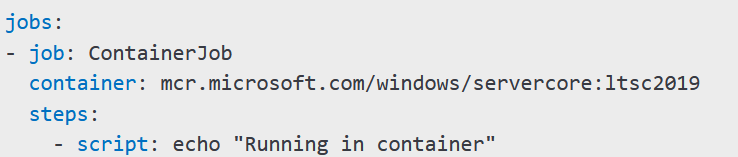 jobs:
- job: ContainerJob
  container: mcr.microsoft.com/windows/servercore:ltsc2019
  steps:
    - script: echo "Running in container"